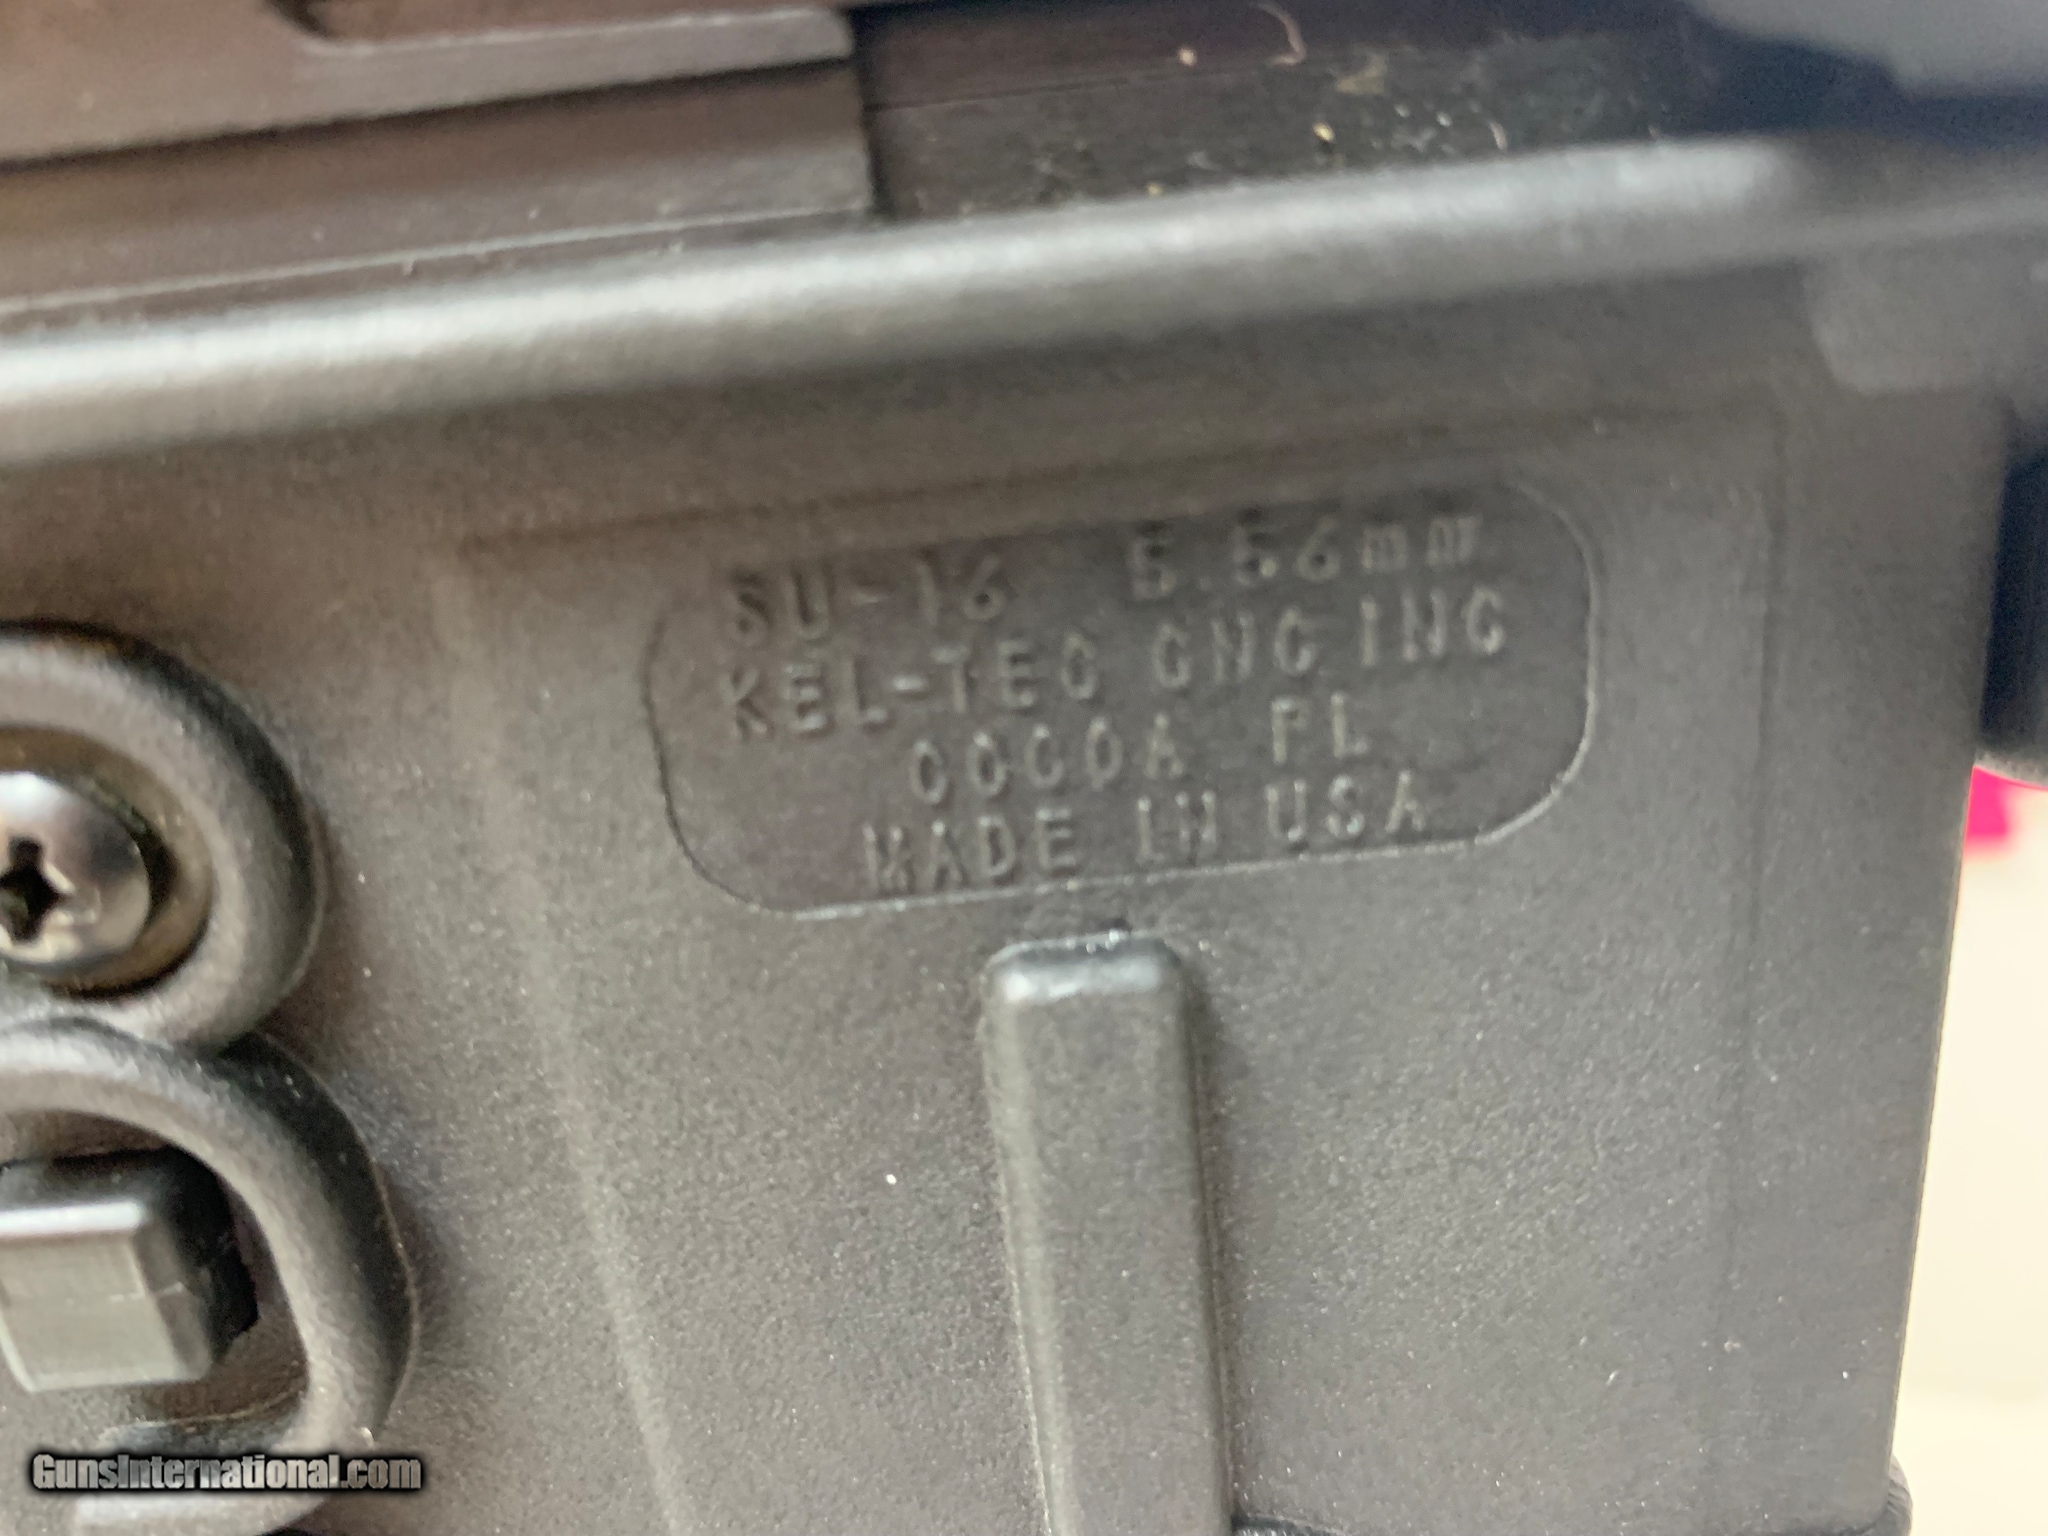 SU-16 5.56mm
KEL-TEC CNC INC
COCOA FL
MADE IN USA
GunsInternational.com